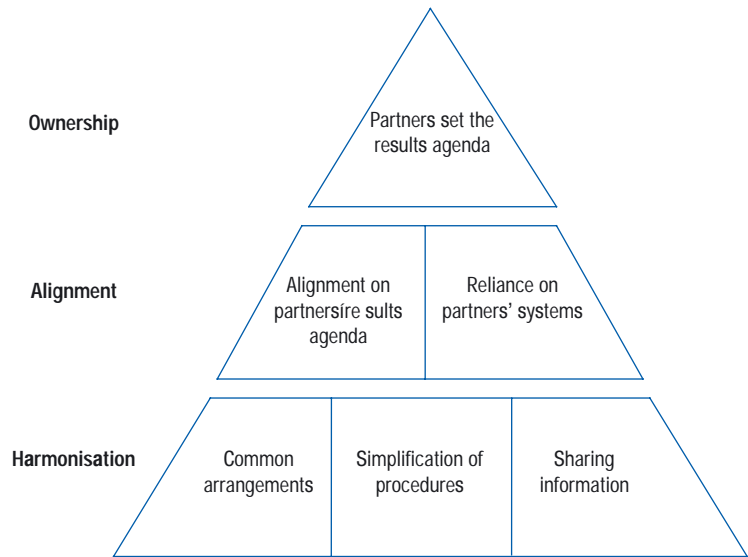 Ownership
Partners set the
results agenda
Alignment
Alignment on
partnersíre sults
agenda
Reliance on
partners’ systems
Harmonisation
Common
arrangements
Simplification of
procedures
Sharing
information